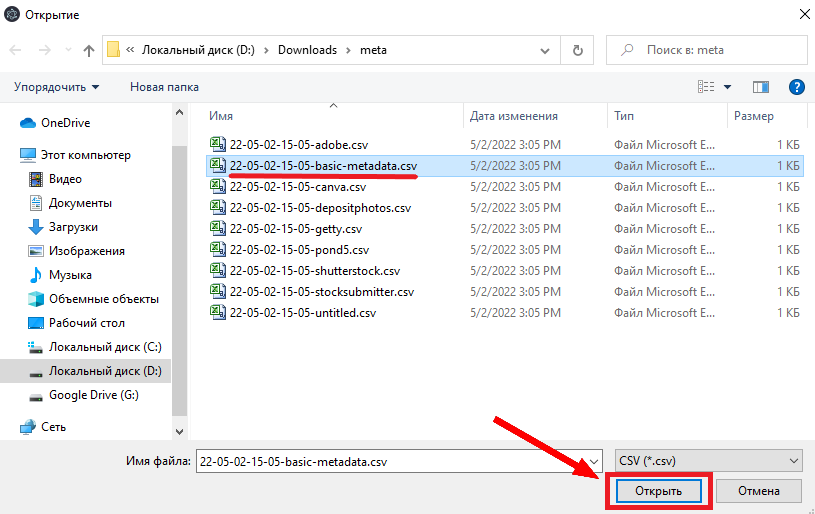 Открытие
« Локальный диск (D:) > Downloads > meta
Поиск в: meta
Упорядочить
Новая папка
?
Имя
Дата изменения
Тип
Размер
OneDrive
Этот компьютер
Видео
Документы
Загрузки
Изображения
Музыка
Объемные объекты
Рабочий стол
Локальный диск (C:)
Локальный диск (D:)
Google Drive (G:)
Сеть
22-05-02-15-05-adobe.csv 5/2/2022 3:05 PM Файл Microsoft E... 1 КБ
22-05-02-15-05-basic-metadata.csv 5/2/2022 3:05 PM Файл Microsoft E... 1 КБ
22-05-02-15-05-canva.csv 5/2/2022 3:05 PM Файл Microsoft E... 1 КБ
22-05-02-15-05-depositphotos.csv 5/2/2022 3:05 PM Файл Microsoft E... 1 КБ
22-05-02-15-05-getty.csv 5/2/2022 3:05 PM Файл Microsoft E... 1 КБ
22-05-02-15-05-pond5.csv 5/2/2022 3:05 PM Файл Microsoft E... 1 КБ
22-05-02-15-05-shutterstock.csv 5/2/2022 3:05 PM Файл Microsoft E... 1 КБ
22-05-02-15-05-stocksubmitter.csv 5/2/2022 3:05 PM Файл Microsoft E... 1 КБ
22-05-02-15-05-untitled.csv 5/2/2022 3:05 PM Файл Microsoft E... 1 КБ
Имя файла: 22-05-02-15-05-basic-metadata.csv
CSV (*.csv)
Открыть
Отмена